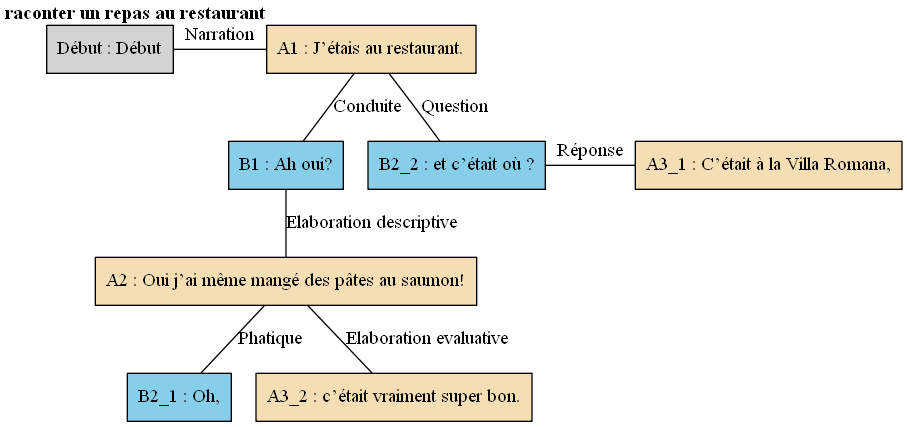 raconter un repas au restaurant
Début : Début
Narration
A1 : J’étais au restaurant.
Conduite
Question
B1 : Ah oui?
B2_2 : et c’était où ?
Réponse
A3_1 : C’était à la Villa Romana,
Elaboration descriptive
A2 : Oui j’ai même mangé des pâtes au saumon!
Phatique
Elaboration evaluative
B2_1 : Oh,
A3_2 : c’était vraiment super bon.